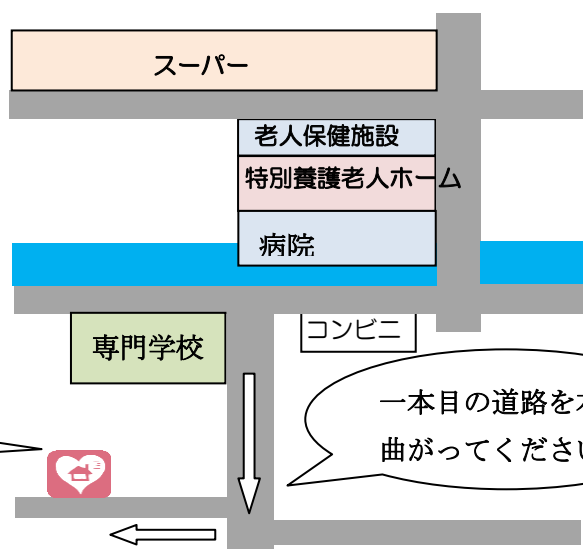 スーパー
老人保健施設
特別養護老人ホーム
病院
専門学校
コンビニ
一本目の道路を
曲がってください